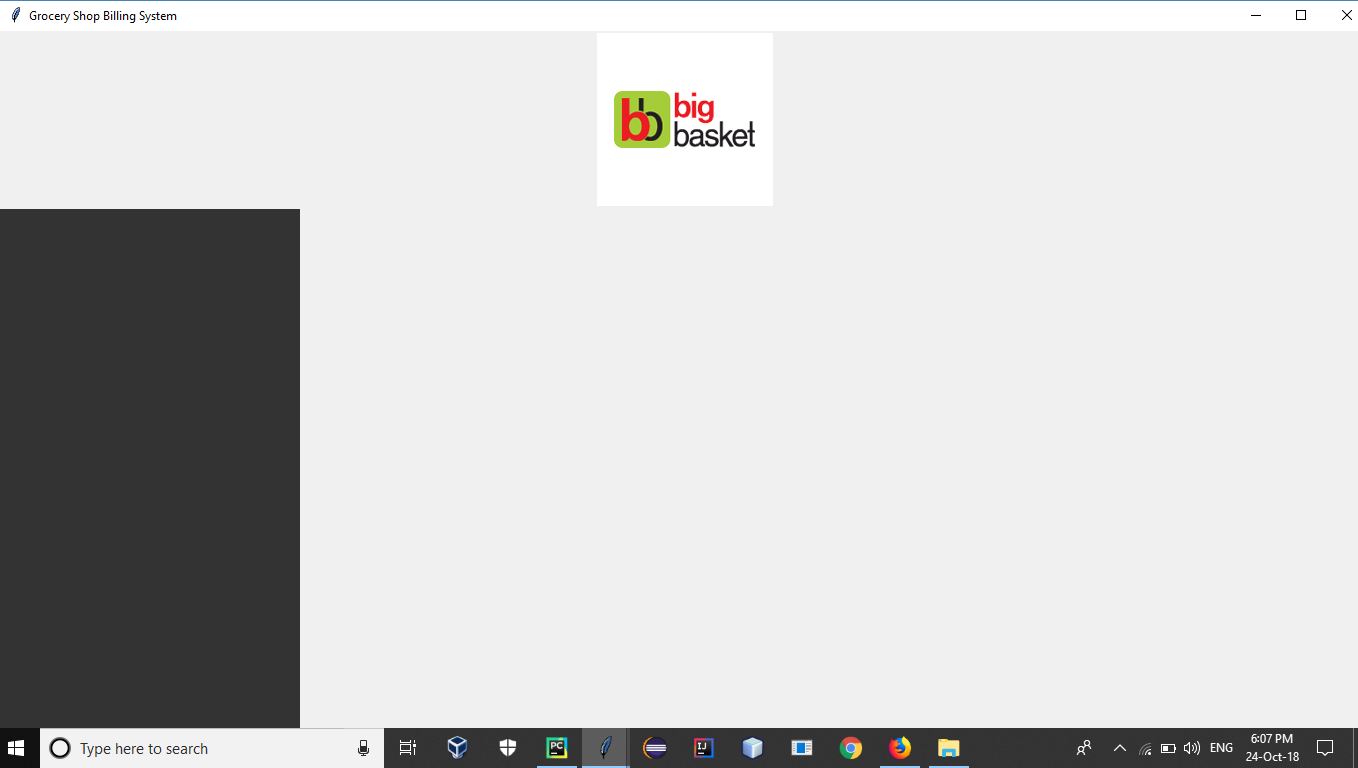 Grocery Shop Billing System
bb
big
basket
Type here to search
PC
IJ
ENG
6:07 PM
24-Oct-18